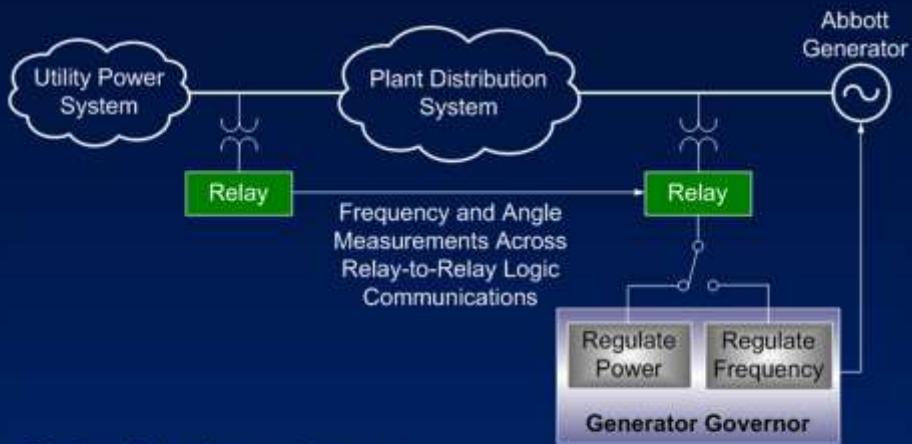 Abbott
Generator
Utility Power
System
Plant Distribution
System
Relay
Relay
Frequency and Angle
Measurements Across
Relay-to-Relay Logic
Communications
Regulate
Power
Regulate
Frequency
Generator Governor